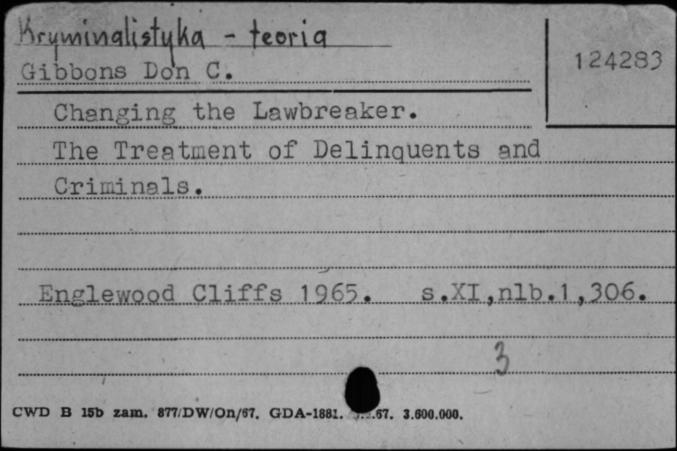 Kryminalistyka - teoria
124283
Gibbons Don C.
Changing the Lawbreaker.
The Treatment of Delinquents and
Criminals.
Englewood Cliffs 1965. s.XI,nlb.1,306.
3
CWD B 15b zam. 877/DW/On/67. GDA-1881. .67. 3.600.000.